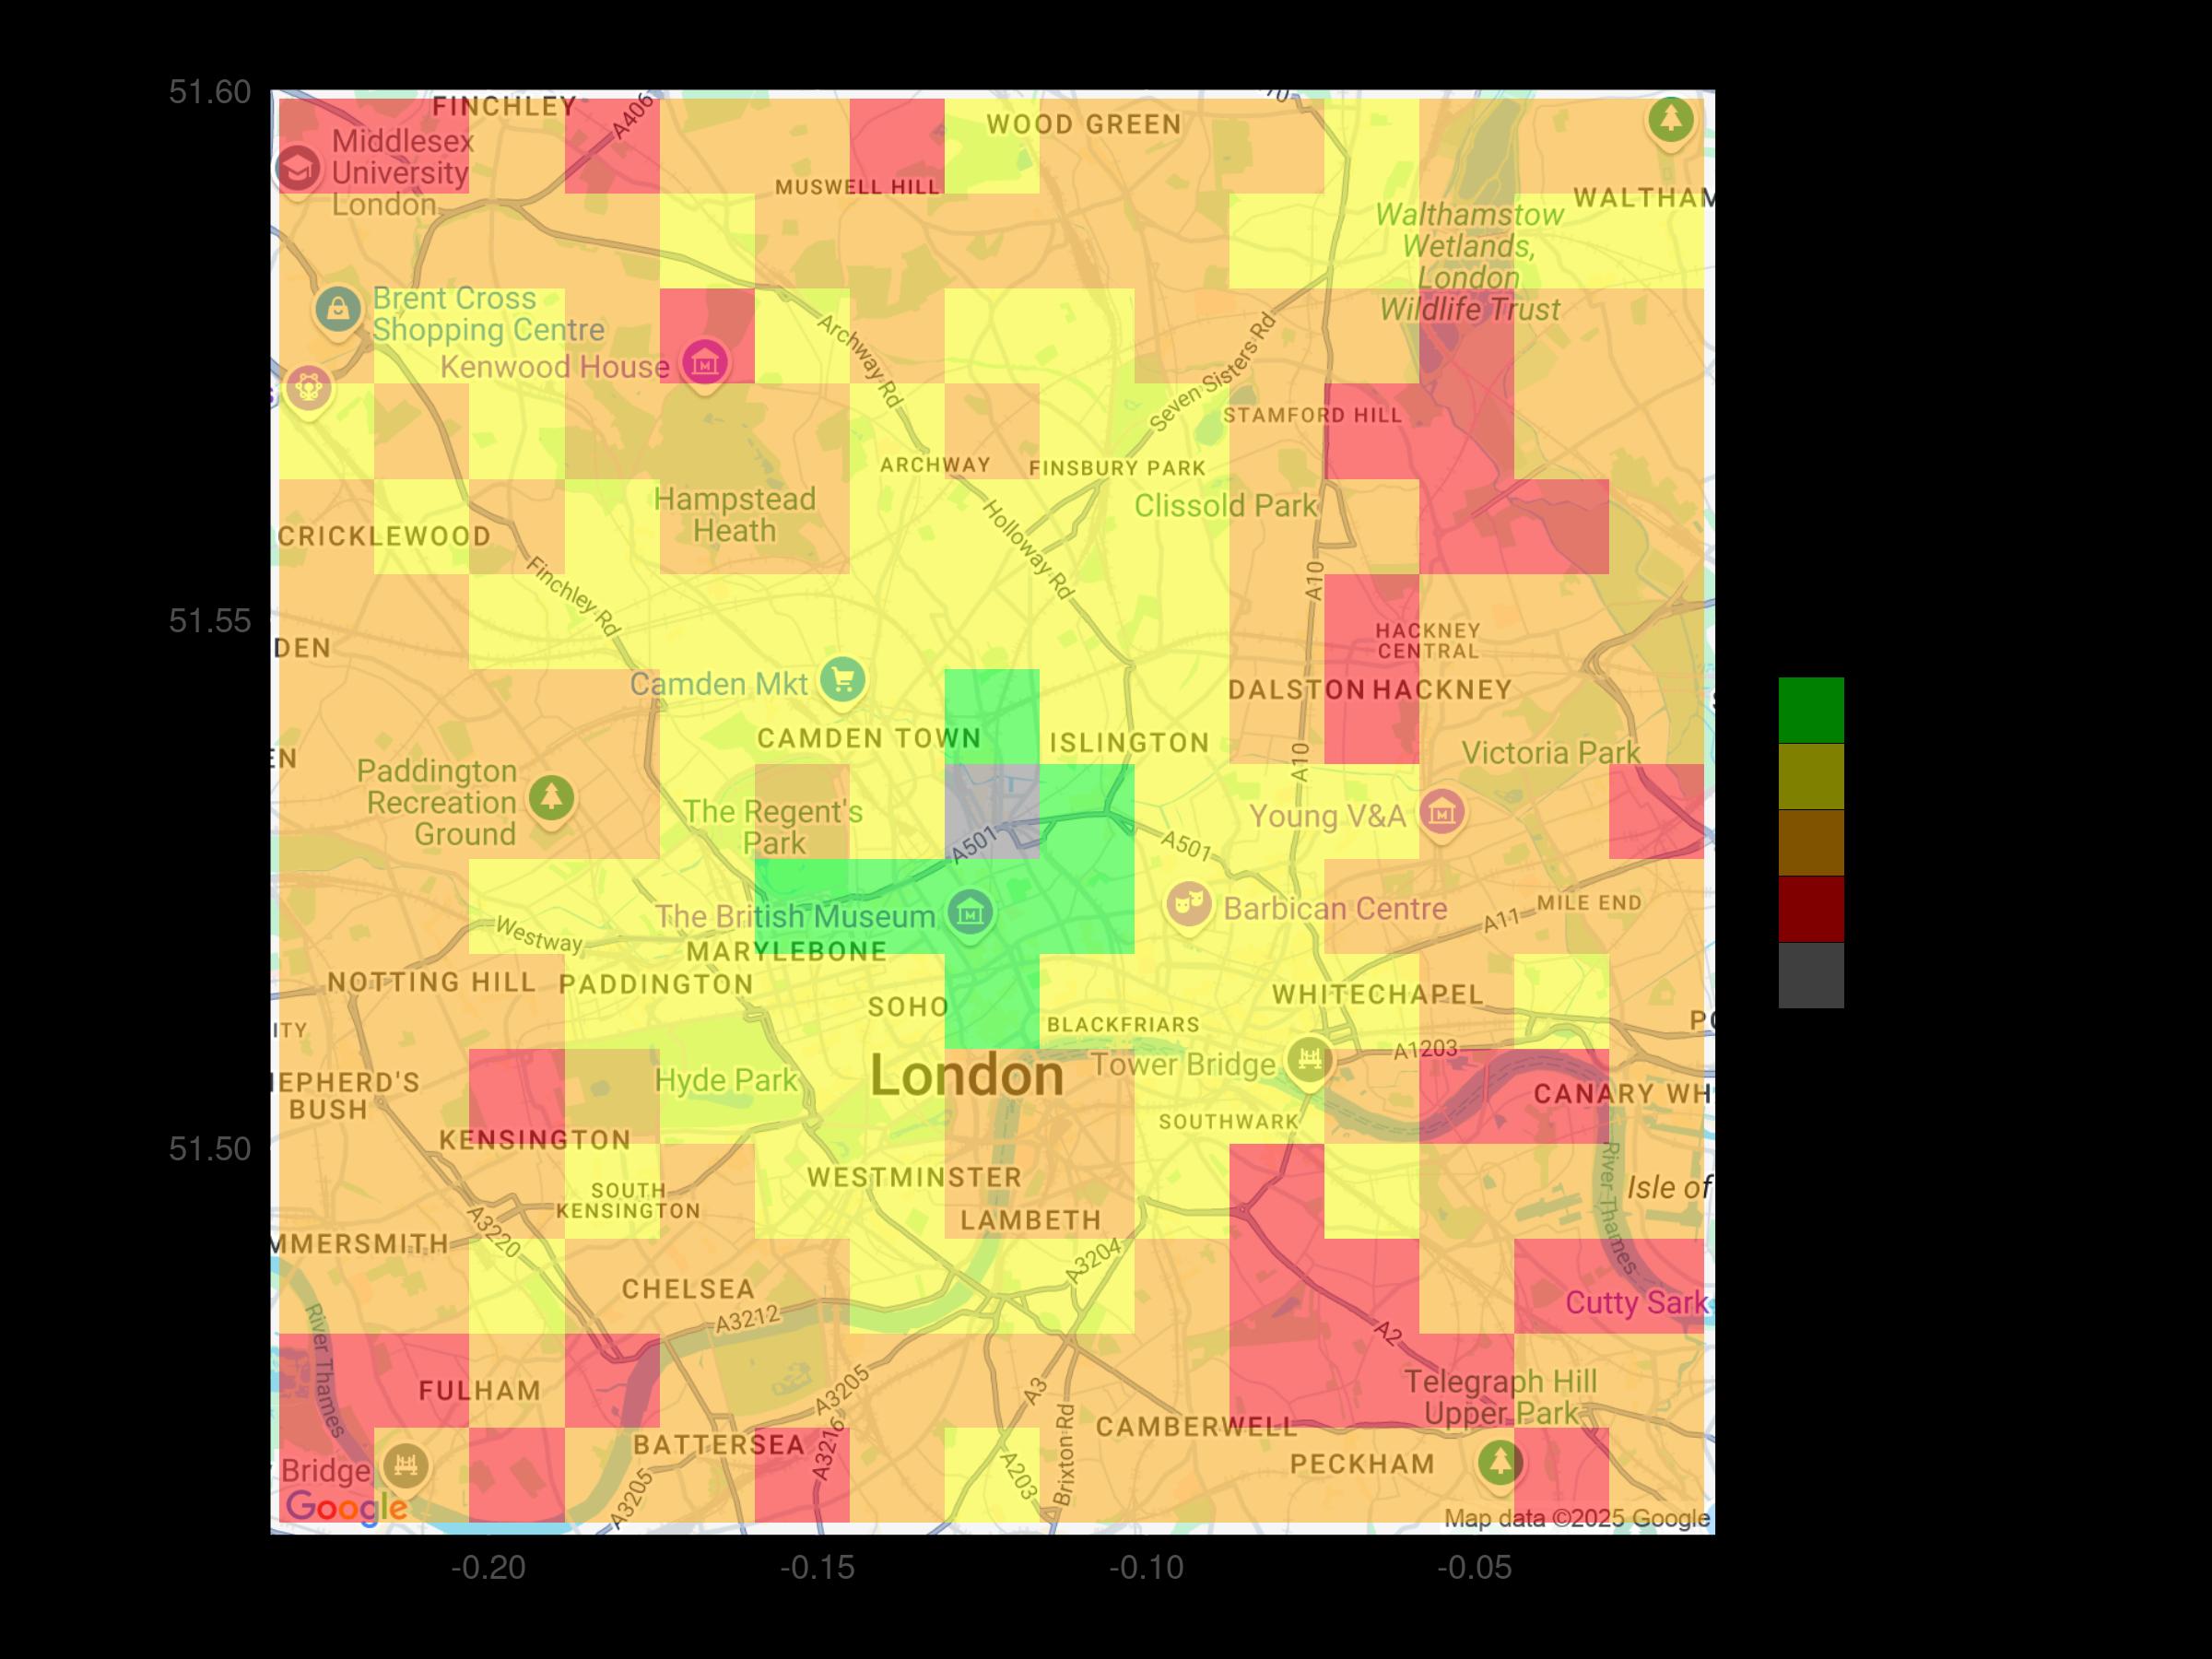 51.60
51.55
51.50
-0.20
-0.15
-0.10
-0.05
FINCHLEY
A406
WOOD GREEN
Middlesex
University
London
MUSWELL HILL
WALTHAM
Walthamstow
Wetlands,
London
Wildlife Trust
Brent Cross
Shopping Centre
Kenwood House
Archway Rd
Seven Sisters Rd
STAMFORD HILL
ARCHWAY
FINSBURY PARK
Hampstead
Heath
Clissold Park
CRICKLEWOOD
Holloway Rd
Finchley Rd
A10
HACKNEY
CENTRAL
DEN
Camden Mkt
DALSTON
HACKNEY
CAMDEN TOWN
ISLINGTON
Victoria Park
A10
EN
Paddington
Recreation
Ground
The Regent's
Park
Young V&A
A501
A501
The British Museum
Barbican Centre
MILE END
A11
Westway
MARYLEBONE
NOTTING HILL
PADDINGTON
SOHO
WHITECHAPEL
ITY
BLACKFRIARS
London
Tower Bridge
A1203
HEPHERD'S
BUSH
Hyde Park
CANARY WH
SOUTHWARK
KENSINGTON
WESTMINSTER
SOUTH
KENSINGTON
Isle of
River Thames
LAMBETH
A3220
MMERSMITH
A3204
CHELSEA
A3212
Cutty Sark
A2
River Thames
FULHAM
A3205
A3
Telegraph Hill
Upper Park
CAMBERWELL
BATTERSEA
A3216
Brixton Rd
PECKHAM
Bridge
A203
A3205
Google
Map data ©2025 Google